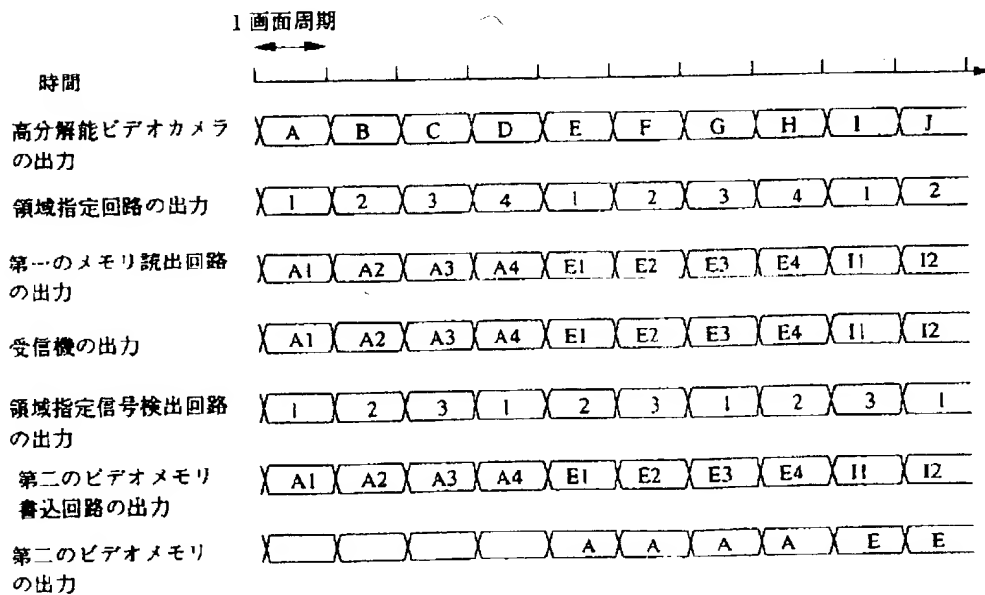 1画面周期
時間
高分解能ビデオカメラ
の出力
A B C D E F G H I J
領域指定回路の出力
1 2 3 4 1 2 3 4 1 2
第一のメモリ読出回路
の出力
A1 A2 A3 A4 E1 E2 E3 E4 I1 I2
受信機の出力
A1 A2 A3 A4 E1 E2 E3 E4 I1 I2
領域指定信号検出回路
の出力
1 2 3 1 2 3 1 2 3 1
第二のビデオメモリ
書込回路の出力
A1 A2 A3 A4 E1 E2 E3 E4 I1 I2
第二のビデオメモリ
の出力
A A A A E E